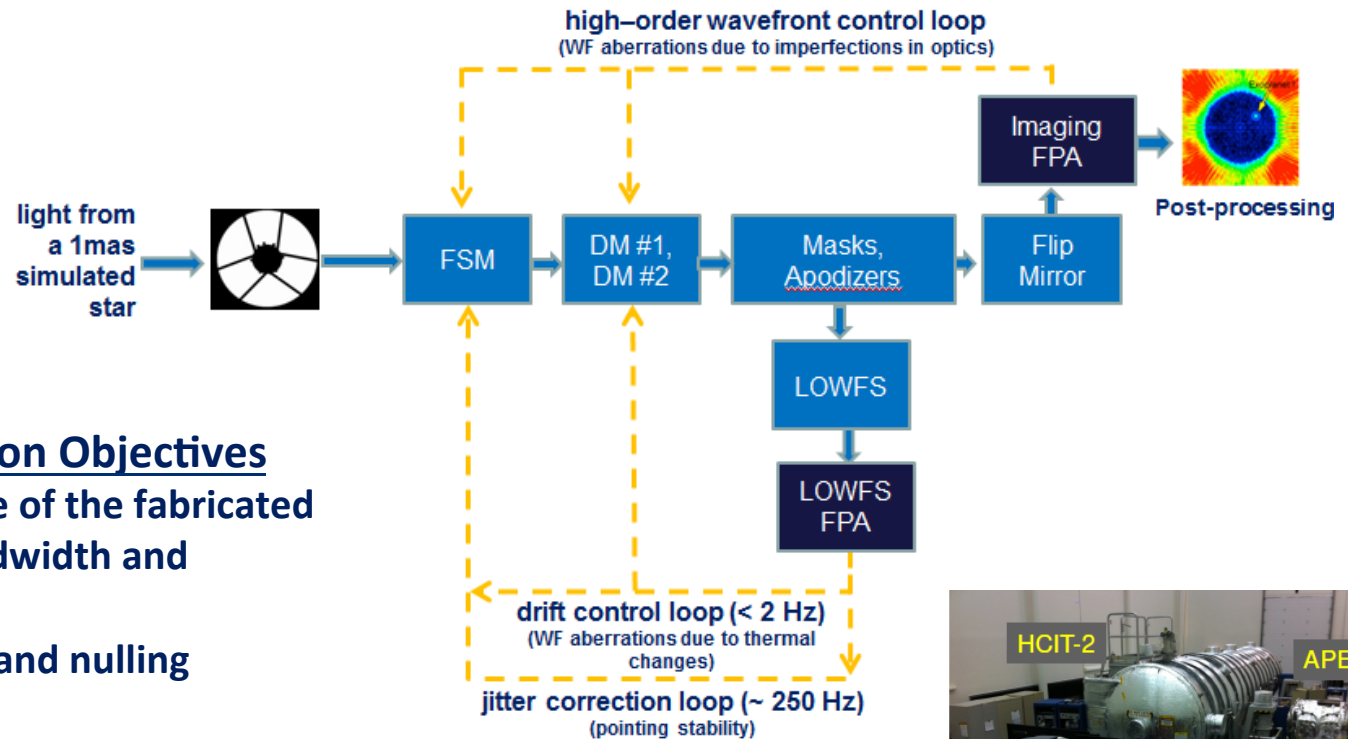 high–order wavefront control loop
(WF aberrations due to imperfections in optics)
Exoplanet
Imaging
FPA
Post-processing
light from
a 1mas
simulated
star
FSM
DM #1,
DM #2
Masks,
Apodizers
Flip
Mirror
LOWFS
LOWFS
FPA
on Objectives
e of the fabricated
dwidth and
and nulling
drift control loop (< 2 Hz)
(WF aberrations due to thermal
changes)
jitter correction loop (~ 250 Hz)
(pointing stability)
HCIT-2
APE